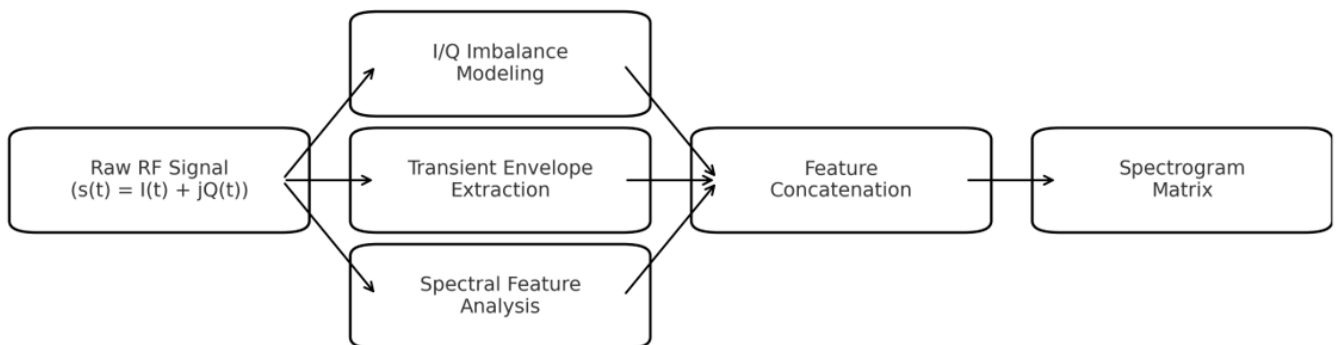 Raw RF Signal
(s(t) = I(t) + jQ(t))
I/Q Imbalance
Modeling
Transient Envelope
Extraction
Spectral Feature
Analysis
Feature
Concatenation
Spectrogram
Matrix